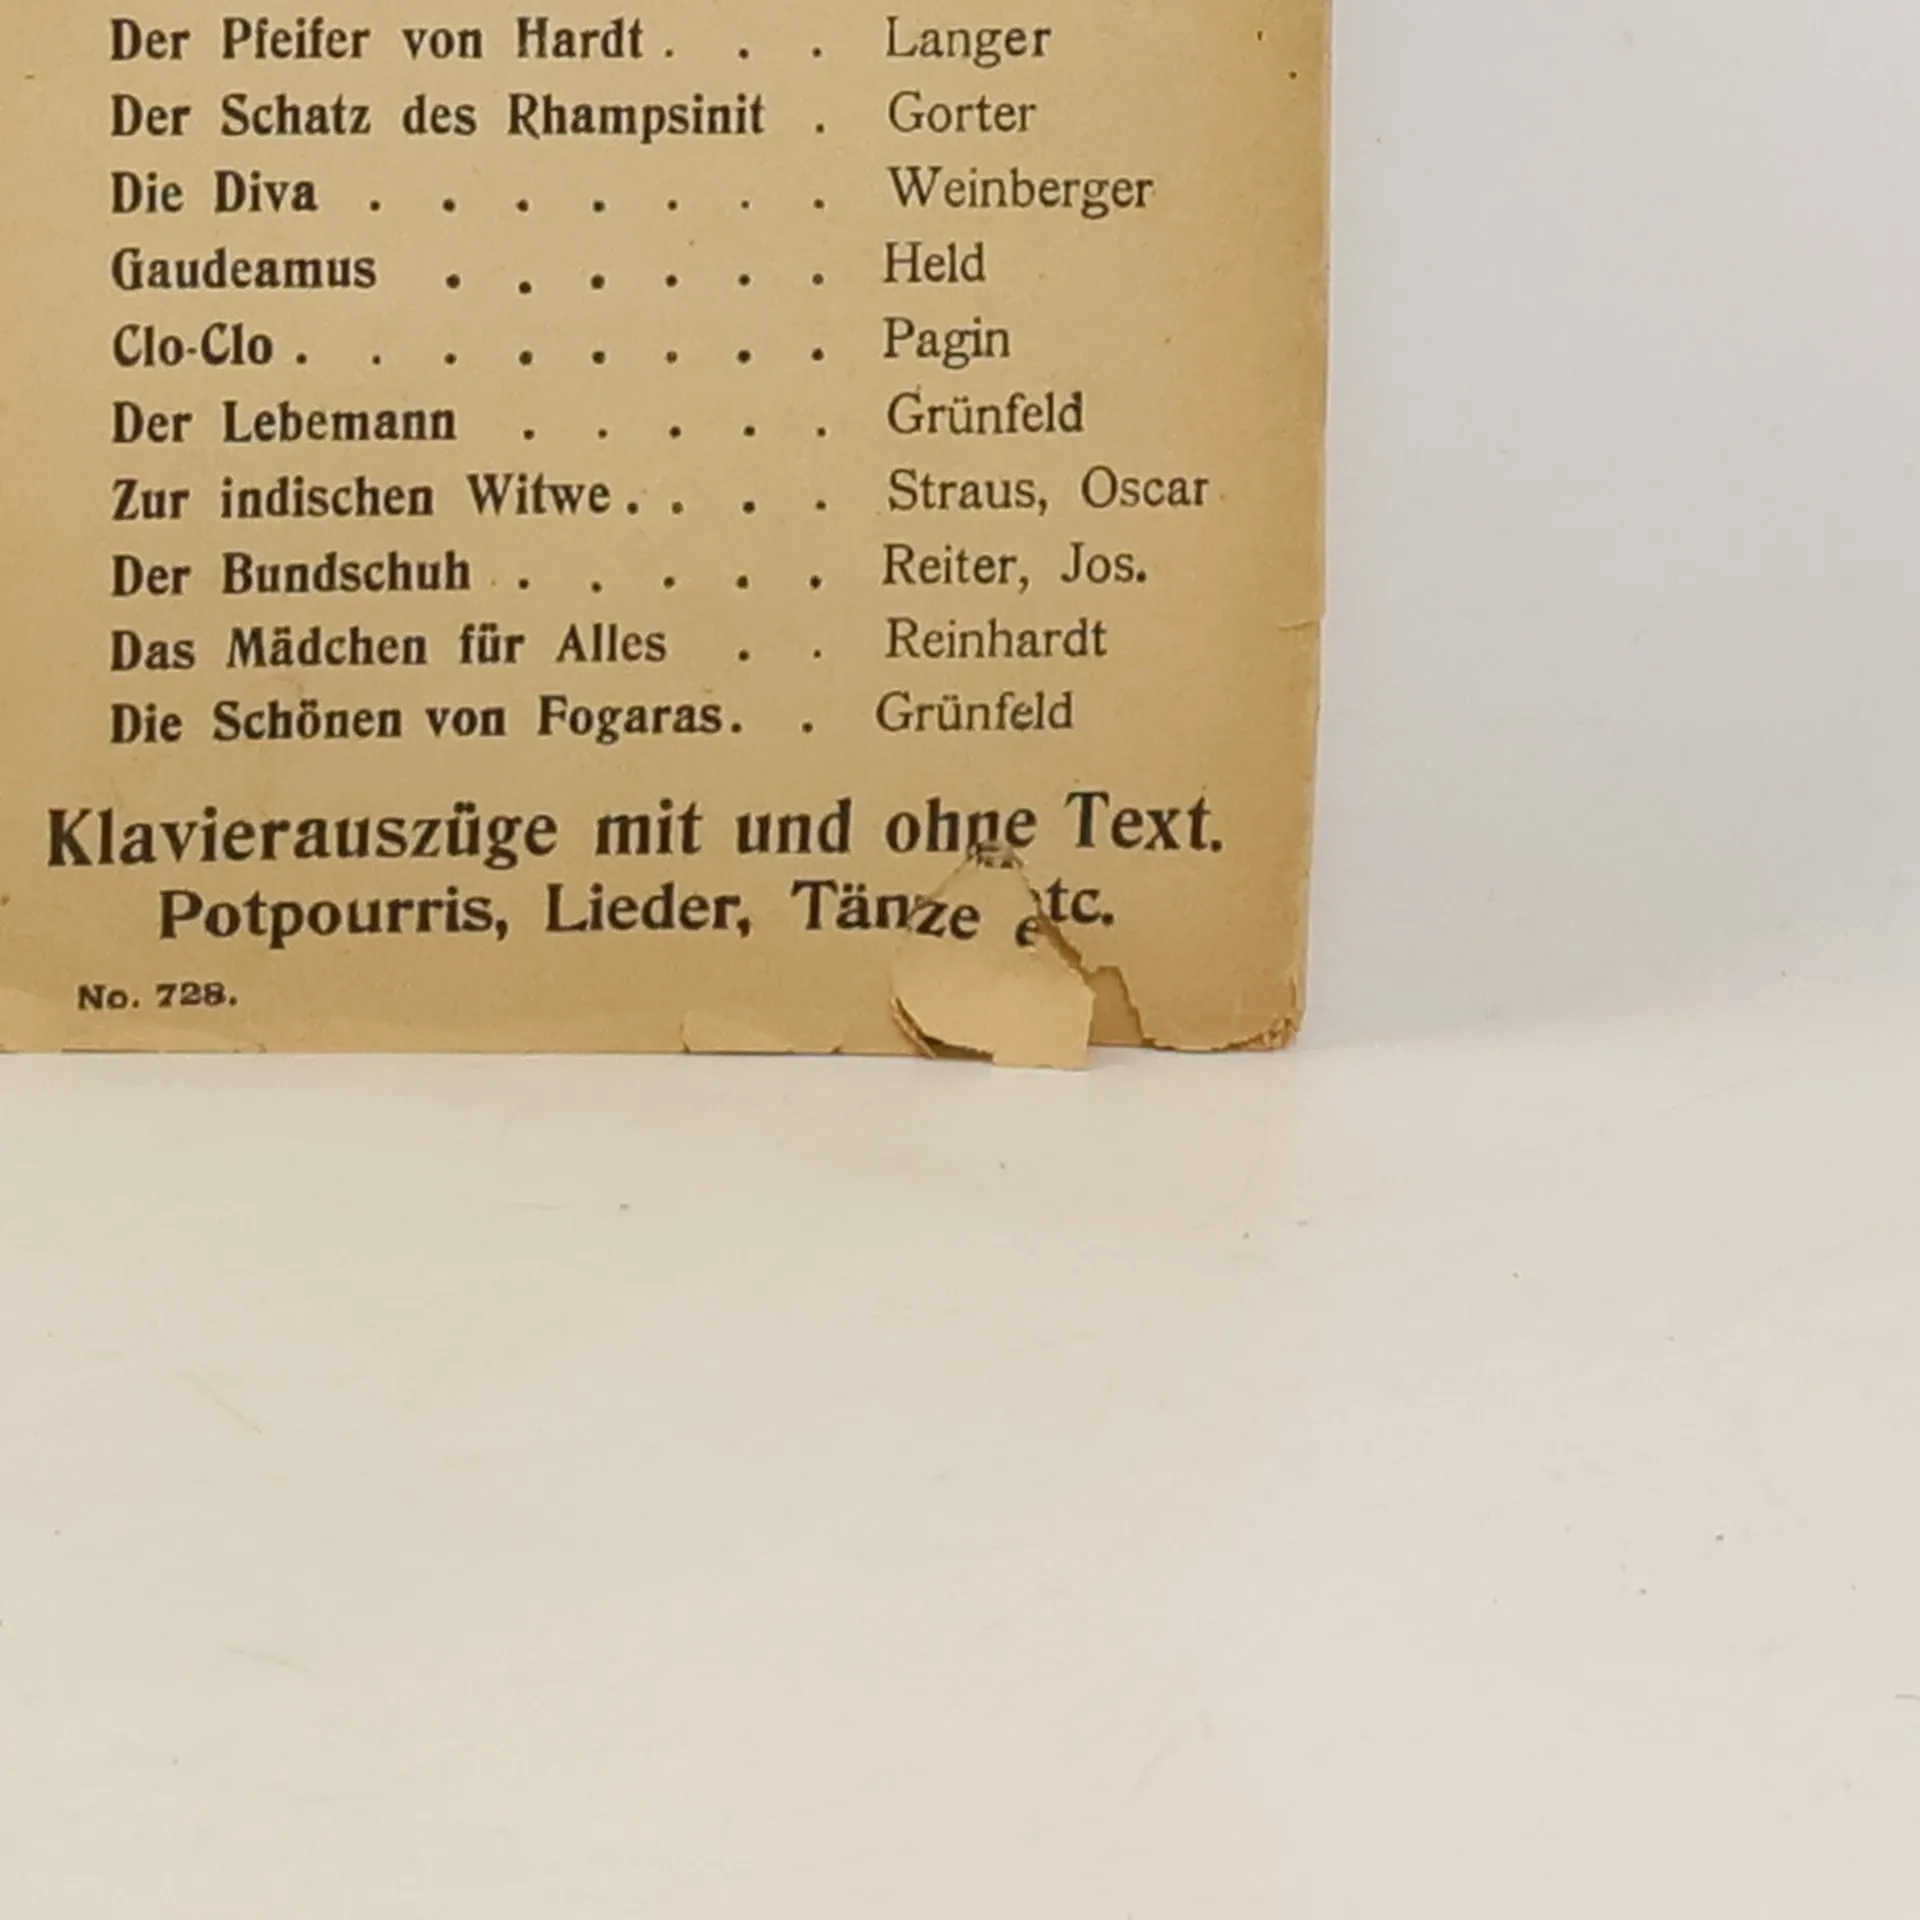 Der Pfeifer von Hardt . . . Langer
Der Schatz des Rhampsinit . Gorter
Die Diva . . . . . . . Weinberger
Gaudeamus . . . . . . Held
Clo-Clo . . . . . . . . Pagin
Der Lebemann . . . . . Grünfeld
Zur indischen Witwe . . . . Straus, Oscar
Der Bundschuh . . . . . Reiter, Jos.
Das Mädchen für Alles . . Reinhardt
Die Schönen von Fogaras . . Grünfeld
Klavierauszüge mit und ohne Text.
Potpourris, Lieder, Tänze etc.
No. 728.